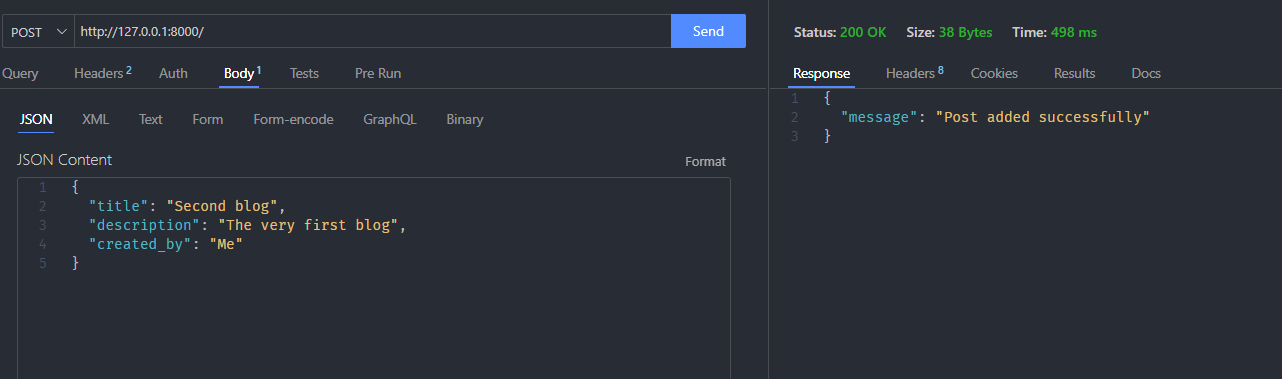 POST http://127.0.0.1:8000/ Send
Query Headers 2 Auth Body 1 Tests Pre Run
JSON XML Text Form Form-encode GraphQL Binary
JSON Content Format
1 {
2 "title": "Second blog",
3 "description": "The very first blog",
4 "created_by": "Me"
5 }
Status: 200 OK Size: 38 Bytes Time: 498 ms
Response Headers 8 Cookies Results Docs
1 {
2 "message": "Post added successfully"
3 }